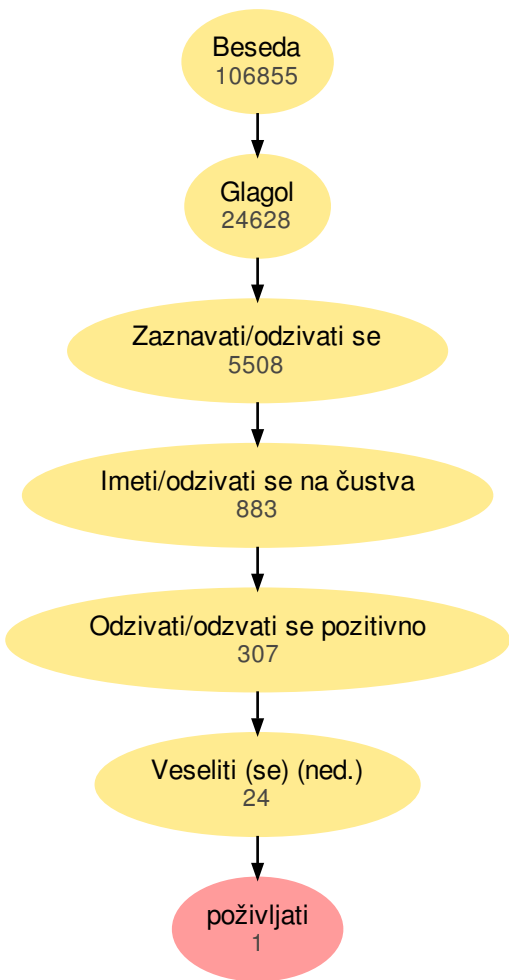 Beseda
106855
Glagol
24628
Zaznavati/odzivati se
5508
Imeti/odzivati se na čustva
883
Odzivati/odzvati se pozitivno
307
Veseliti (se) (ned.)
24
poživljati
1